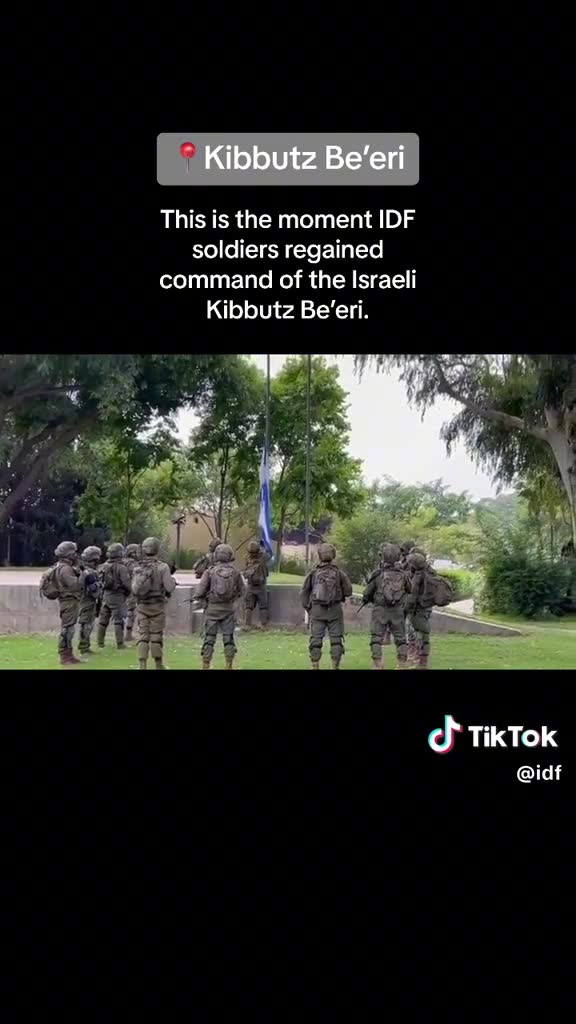 📍Kibbutz Be’eri
This is the moment IDF
soldiers regained
command of the Israeli
Kibbutz Be’eri.
TikTok
@idf